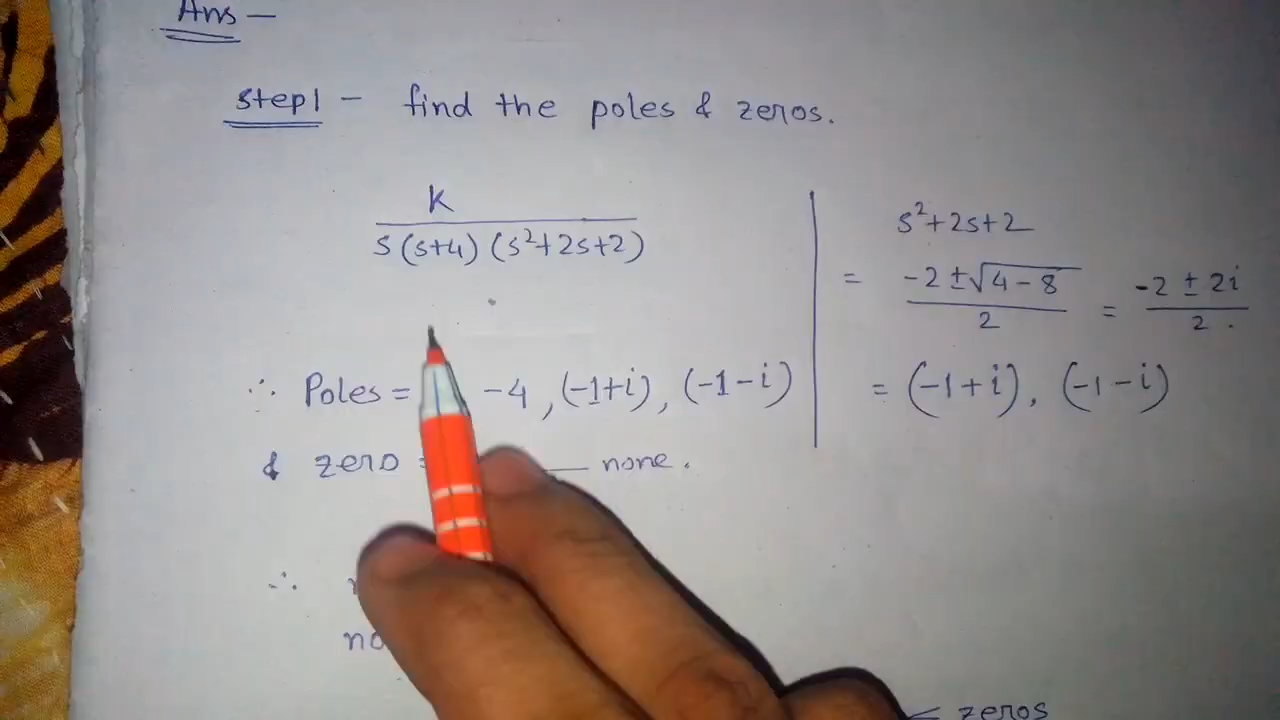 Ans —
Step1 - find the poles & zeros.
K
s(s+4) (s²+2s+2)
∴ Poles = -4, (-1+i), (-1-i)
& zero = — none.
∴
no
s²+2s+2
= -2 ± √4-8 / 2 = -2 ± 2i / 2 .
= (-1+i), (-1-i)
zeros